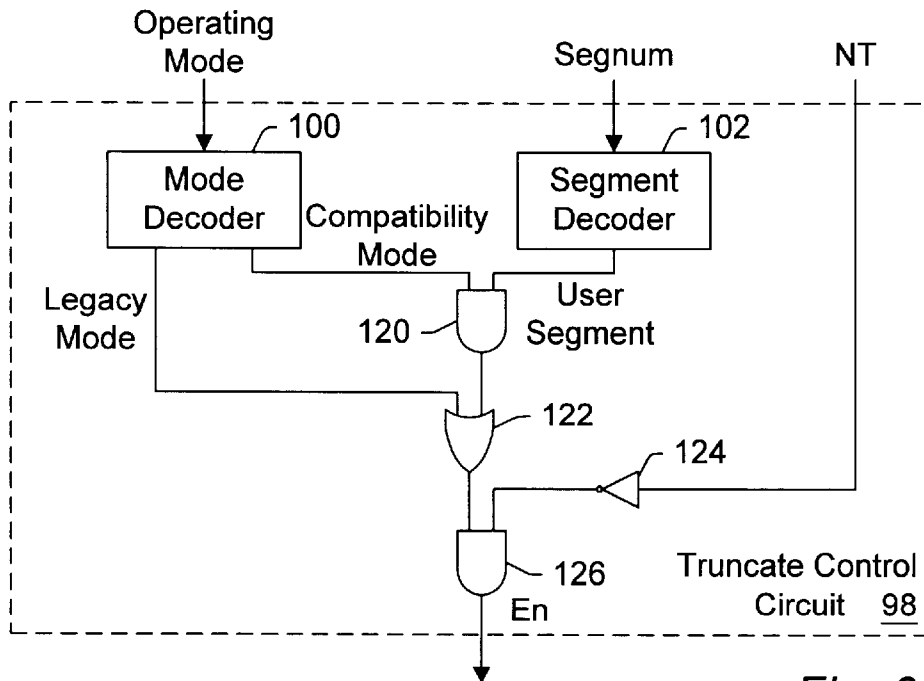 Operating
Mode
Segnum
NT
100
102
Mode
Decoder
Segment
Decoder
Compatibility
Mode
Legacy
Mode
User
Segment
120
122
124
126
En
Truncate Control
Circuit 98